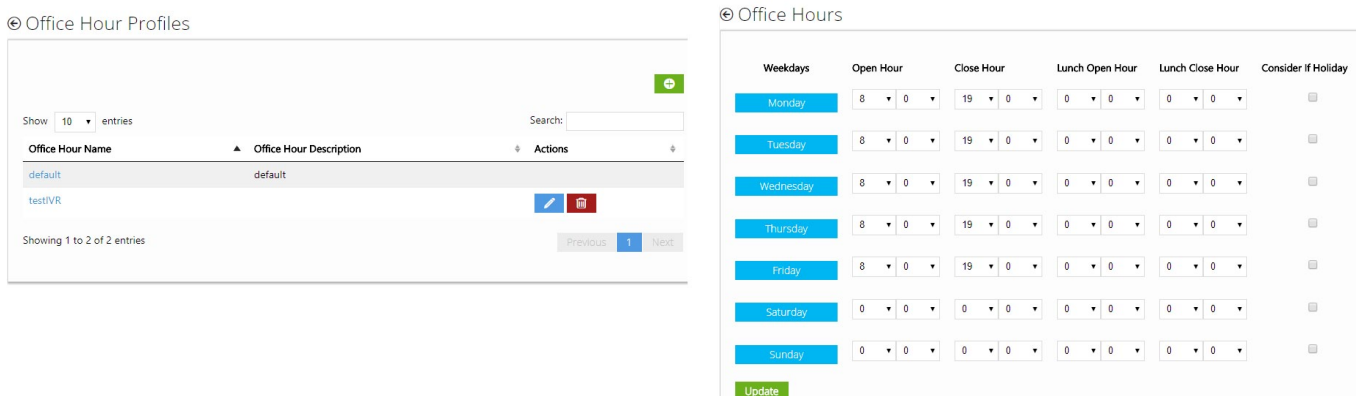 Office Hour Profiles
Show 10 entries
Search:
Office Hour Name Office Hour Description Actions
default default
testIVR
Showing 1 to 2 of 2 entries
Previous 1 Next
Office Hours
Weekdays Open Hour Close Hour Lunch Open Hour Lunch Close Hour Consider If Holiday
Monday 8 0 19 0 0 0 0 0
Tuesday 8 0 19 0 0 0 0 0
Wednesday 8 0 19 0 0 0 0 0
Thursday 8 0 19 0 0 0 0 0
Friday 8 0 19 0 0 0 0 0
Saturday 0 0 0 0 0 0 0 0
Sunday 0 0 0 0 0 0 0 0
Update